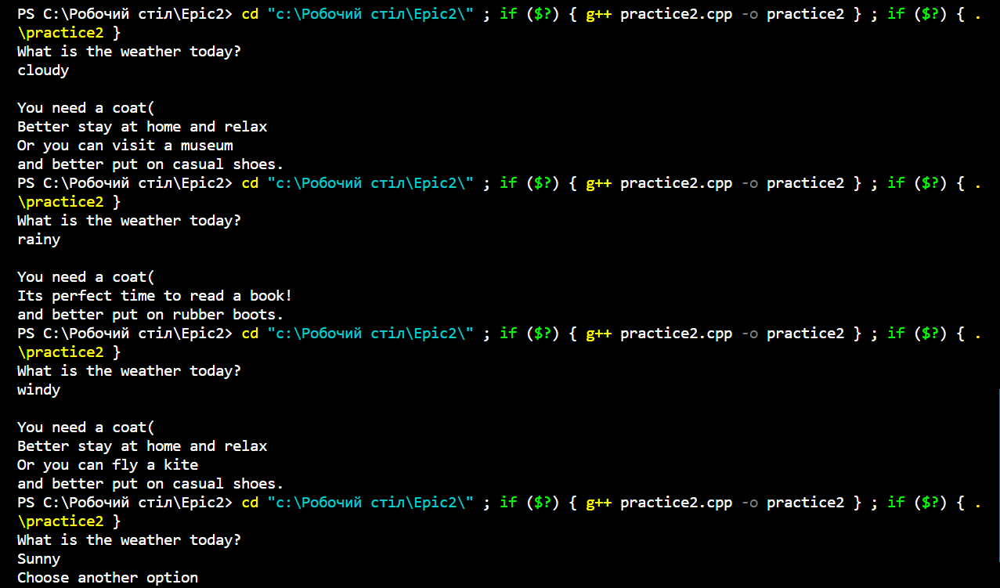 PS C:\Робочий стіл\Epic2> cd "c:\Робочий стіл\Epic2\" ; if ($?) { g++ practice2.cpp -o practice2 } ; if ($?) { .
\practice2 }
What is the weather today?
cloudy

You need a coat(
Better stay at home and relax
Or you can visit a museum
and better put on casual shoes.
PS C:\Робочий стіл\Epic2> cd "c:\Робочий стіл\Epic2\" ; if ($?) { g++ practice2.cpp -o practice2 } ; if ($?) { .
\practice2 }
What is the weather today?
rainy

You need a coat(
Its perfect time to read a book!
and better put on rubber boots.
PS C:\Робочий стіл\Epic2> cd "c:\Робочий стіл\Epic2\" ; if ($?) { g++ practice2.cpp -o practice2 } ; if ($?) { .
\practice2 }
What is the weather today?
windy

You need a coat(
Better stay at home and relax
Or you can fly a kite
and better put on casual shoes.
PS C:\Робочий стіл\Epic2> cd "c:\Робочий стіл\Epic2\" ; if ($?) { g++ practice2.cpp -o practice2 } ; if ($?) { .
\practice2 }
What is the weather today?
Sunny
Choose another option